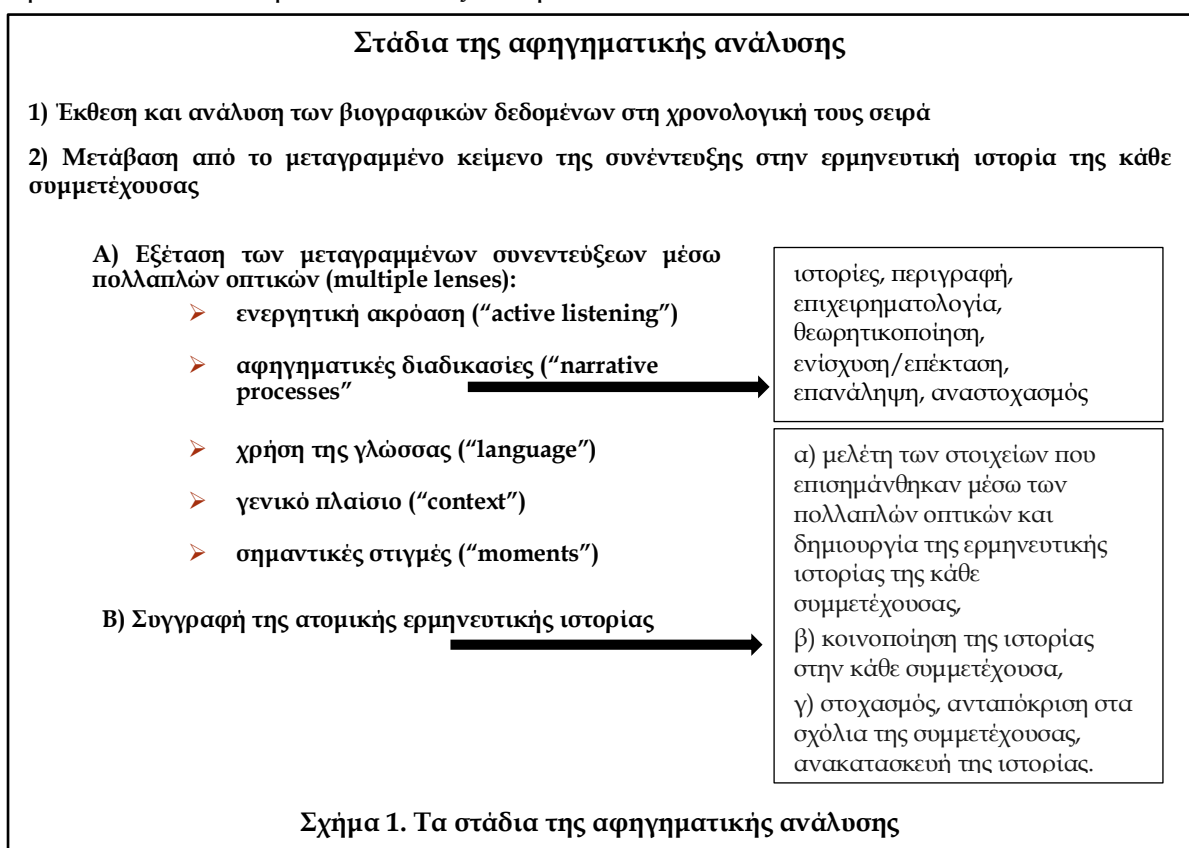 Στάδια της αφηγηματικής ανάλυσης
1) Έκθεση και ανάλυση των βιογραφικών δεδομένων στη χρονολογική τους σειρά
2) Μετάβαση από το μεταγραμμένο κείμενο της συνέντευξης στην ερμηνευτική ιστορία της κάθε
συμμετέχουσας
Α) Εξέταση των μεταγραμμένων συνεντεύξεων μέσω
πολλαπλών οπτικών (multiple lenses):
➢ ενεργητική ακρόαση (“active listening”)
➢ αφηγηματικές διαδικασίες (“narrative
processes”
➢ χρήση της γλώσσας (“language”)
➢ γενικό πλαίσιο (“context”)
➢ σημαντικές στιγμές (“moments”)
Β) Συγγραφή της ατομικής ερμηνευτικής ιστορίας
ιστορίες, περιγραφή,
επιχειρηματολογία,
θεωρητικοποίηση,
ενίσχυση/επέκταση,
επανάληψη, αναστοχασμός
α) μελέτη των στοιχείων που
επισημάνθηκαν μέσω των
πολλαπλών οπτικών και
δημιουργία της ερμηνευτικής
ιστορίας της κάθε
συμμετέχουσας,
β) κοινοποίηση της ιστορίας
στην κάθε συμμετέχουσα,
γ) στοχασμός, ανταπόκριση στα
σχόλια της συμμετέχουσας,
ανακατασκευή της ιστορίας.
Σχήμα 1. Τα στάδια της αφηγηματικής ανάλυσης